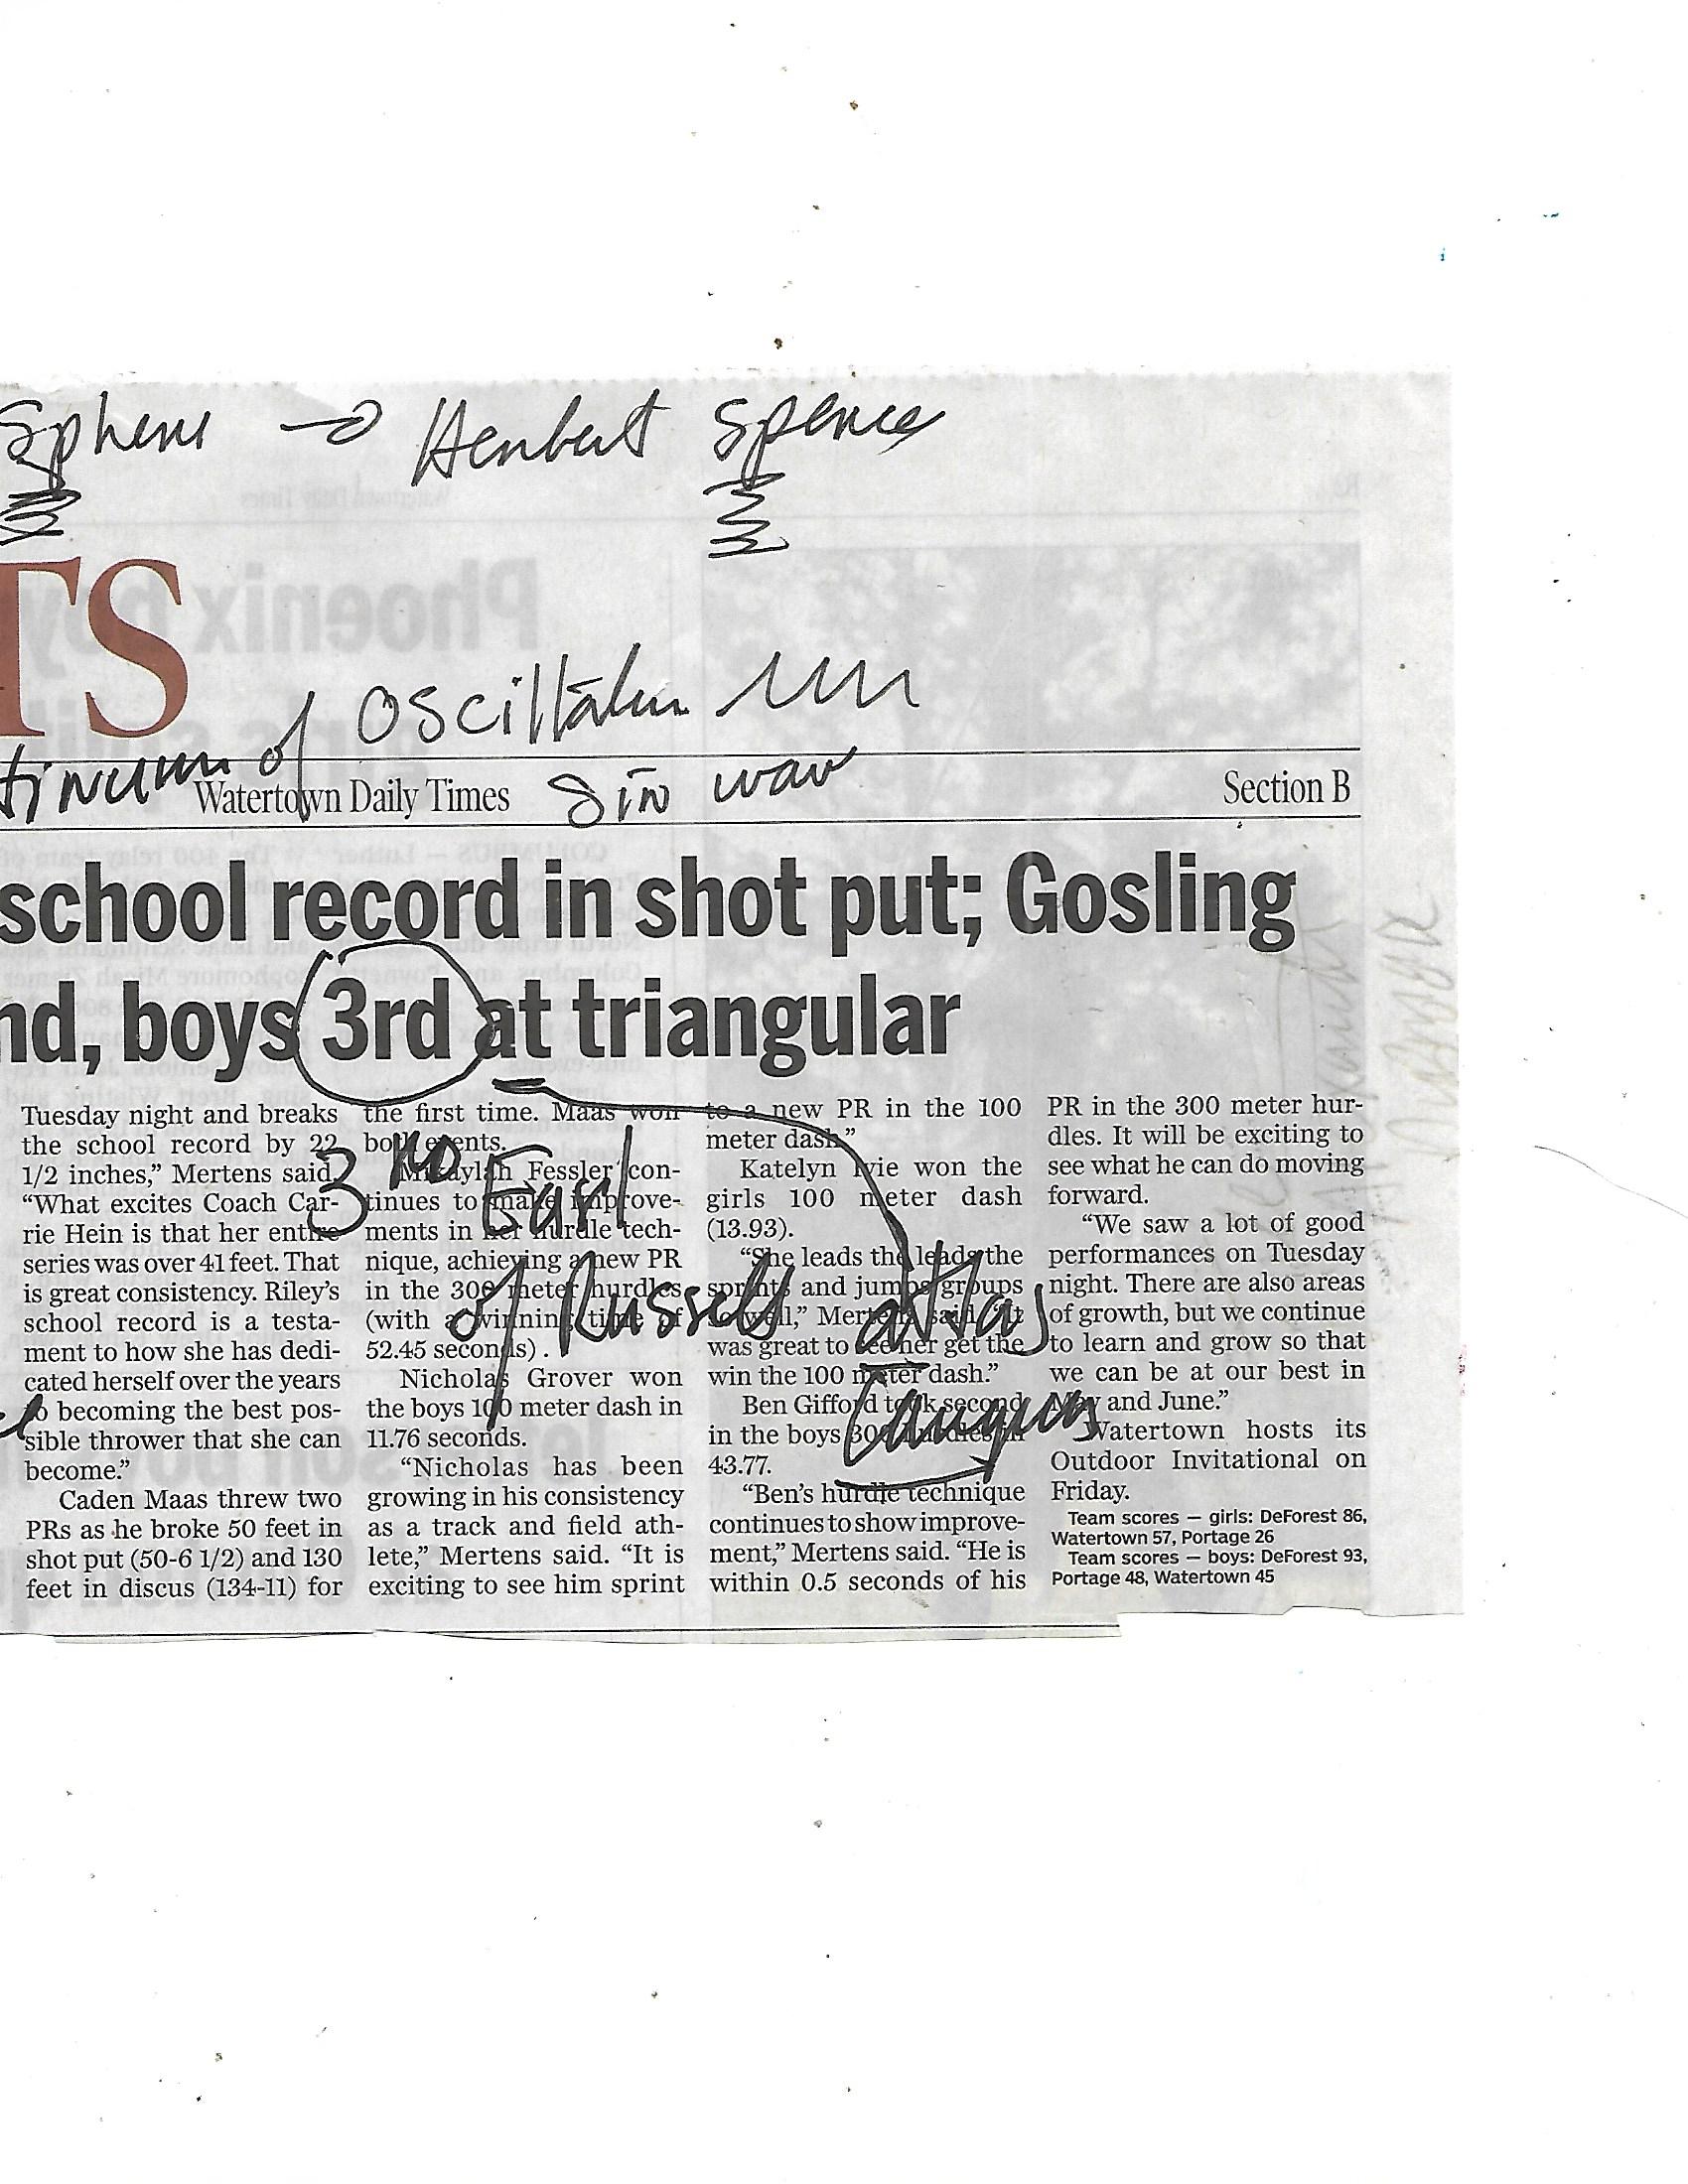 Sphere → Herbert Spence
TS
tinuum of oscillation
Watertown Daily Times sin wav Section B
school record in shot put; Gosling
nd, boys 3rd at triangular
Tuesday night and breaks
the school record by 22
1/2 inches,” Mertens said.
“What excites Coach Car-
rie Hein is that her entire
series was over 41 feet. That
is great consistency. Riley’s
school record is a testa-
ment to how she has dedi-
cated herself over the years
to becoming the best pos-
sible thrower that she can
become.”
Caden Maas threw two
PRs as he broke 50 feet in
shot put (50-6 1/2) and 130
feet in discus (134-11) for
the first time. Maas won
both events.
Mikaylah Fessler con-
tinues to make improve-
ments in her hurdle tech-
nique, achieving a new PR
in the 300 meter hurdles
(with a winning time of
52.45 seconds).
Nicholas Grover won
the boys 100 meter dash in
11.76 seconds.
“Nicholas has been
growing in his consistency
as a track and field ath-
lete,” Mertens said. “It is
exciting to see him sprint
to a new PR in the 100
meter dash.”
Katelyn Ivie won the
girls 100 meter dash
(13.93).
“She leads the leads the
sprints and jumps groups
so well,” Mertens said. “It
was great to see her get the
win the 100 meter dash.”
Ben Gifford took second
in the boys 300 hurdles in
43.77.
“Ben’s hurdle technique
continues to show improve-
ment,” Mertens said. “He is
within 0.5 seconds of his
PR in the 300 meter hur-
dles. It will be exciting to
see what he can do moving
forward.
“We saw a lot of good
performances on Tuesday
night. There are also areas
of growth, but we continue
to learn and grow so that
we can be at our best in
May and June.”
Watertown hosts its
Outdoor Invitational on
Friday.
Team scores — girls: DeForest 86,
Watertown 57, Portage 26
Team scores — boys: DeForest 93,
Portage 48, Watertown 45
3RD Earl
of Russell atlas